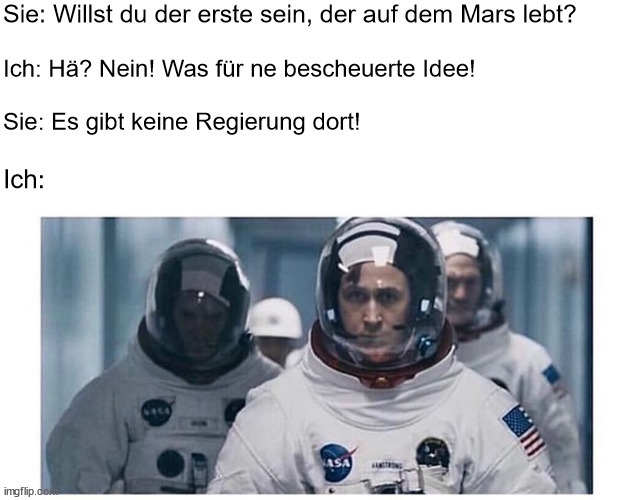 Sie: Willst du der erste sein, der auf dem Mars lebt?
Ich: Hä? Nein! Was für ne bescheuerte Idee!
Sie: Es gibt keine Regierung dort!
Ich:
NASA
NASA
ARMSTRONG
imgflip.com